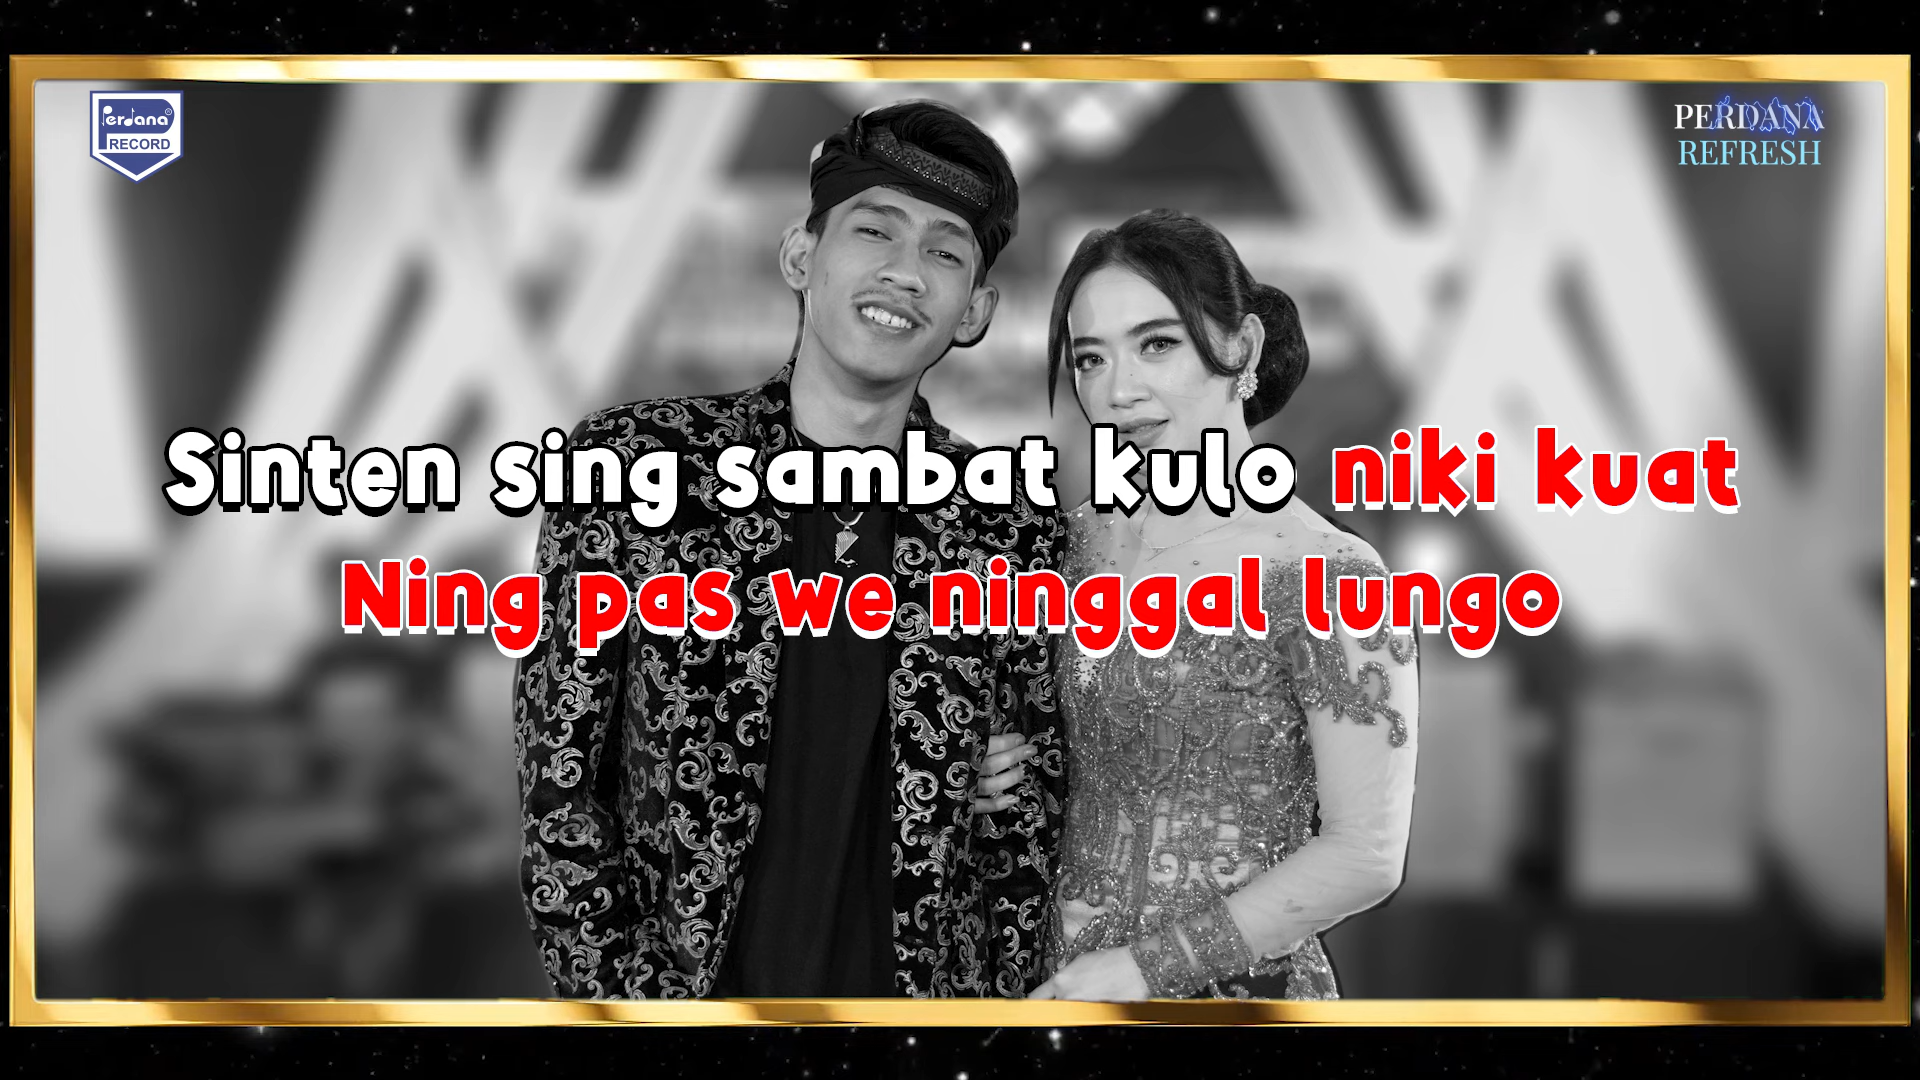 Perdana
RECORD
PERDANA
REFRESH
Sinten sing sambat kulo niki kuat
Ning pas we ninggal lungo